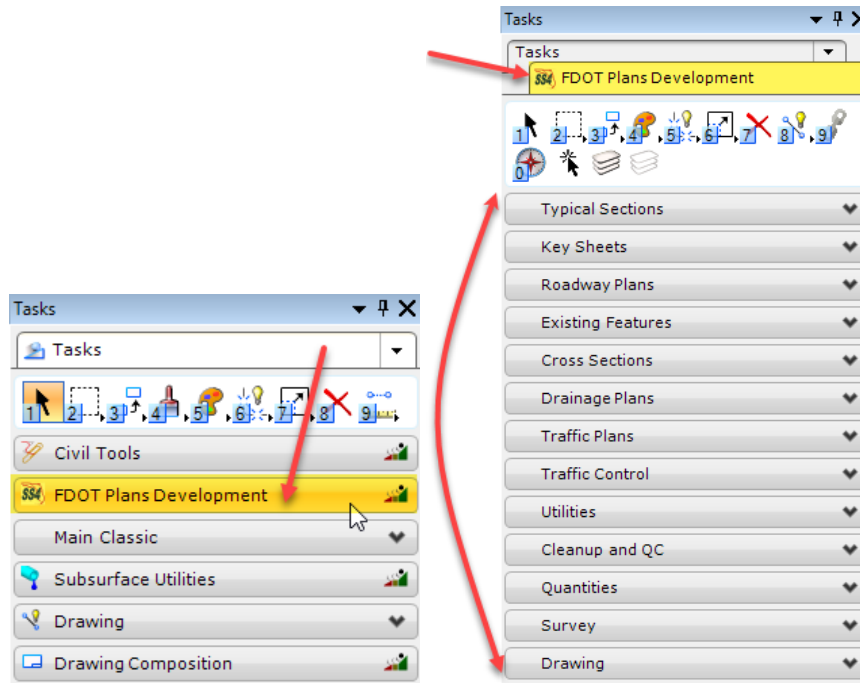 Tasks
Tasks
1 2 3 4 5 6 7 8 9
Civil Tools
SS4 FDOT Plans Development
Main Classic
Subsurface Utilities
Drawing
Drawing Composition
Tasks
Tasks
SS4 FDOT Plans Development
1 2 3 4 5 6 7 8 9
0
Typical Sections
Key Sheets
Roadway Plans
Existing Features
Cross Sections
Drainage Plans
Traffic Plans
Traffic Control
Utilities
Cleanup and QC
Quantities
Survey
Drawing